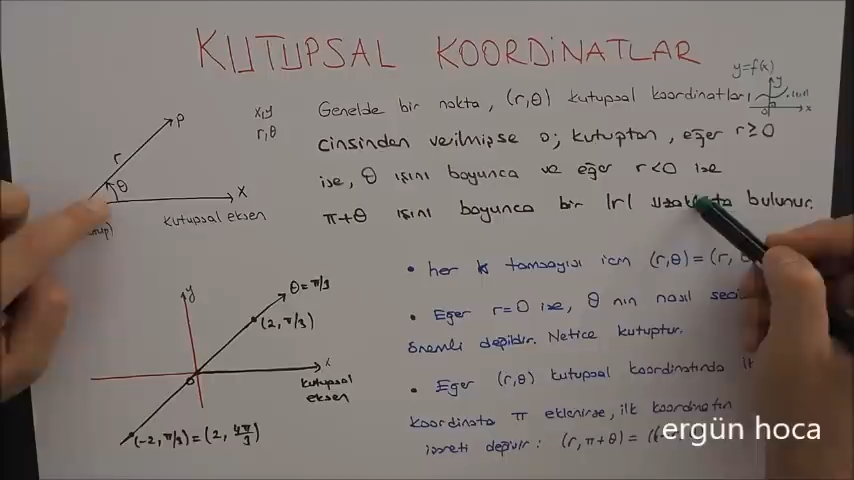 KUTUPSAL KOORDİNATLAR
y=f(x)
y
x
0
P
r
θ
X
kutupsal eksen
x,y
r,θ
Genelde bir nokta, (r,θ) kutupsal koordinatları
cinsinden verilmişse o; kutuptan, eğer r≥0
ise, θ ışını boyunca ve eğer r<0 ise
π+θ ışını boyunca bir |r| uzaklıkta bulunur.
y
θ=π/3
(2, π/3)
x
kutupsal
eksen
0
(-2, π/3) = (2, 4π/3)
• her k tamsayısı için (r,θ) = (r,
• Eğer r=0 ise, θ nın nasıl
önemli değildir. Netice kutuptur.
• Eğer (r,θ) kutupsal koordinatında
koordinata π eklenirse, ilk koordinatın
işareti değişir: (r, π+θ) =
ergün hoca